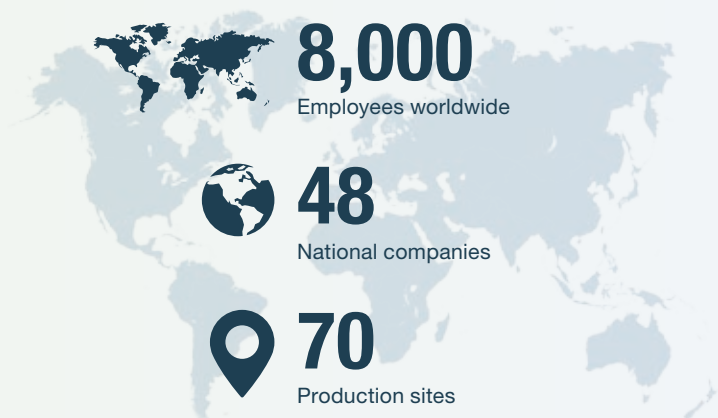 8,000
Employees worldwide
48
National companies
70
Production sites